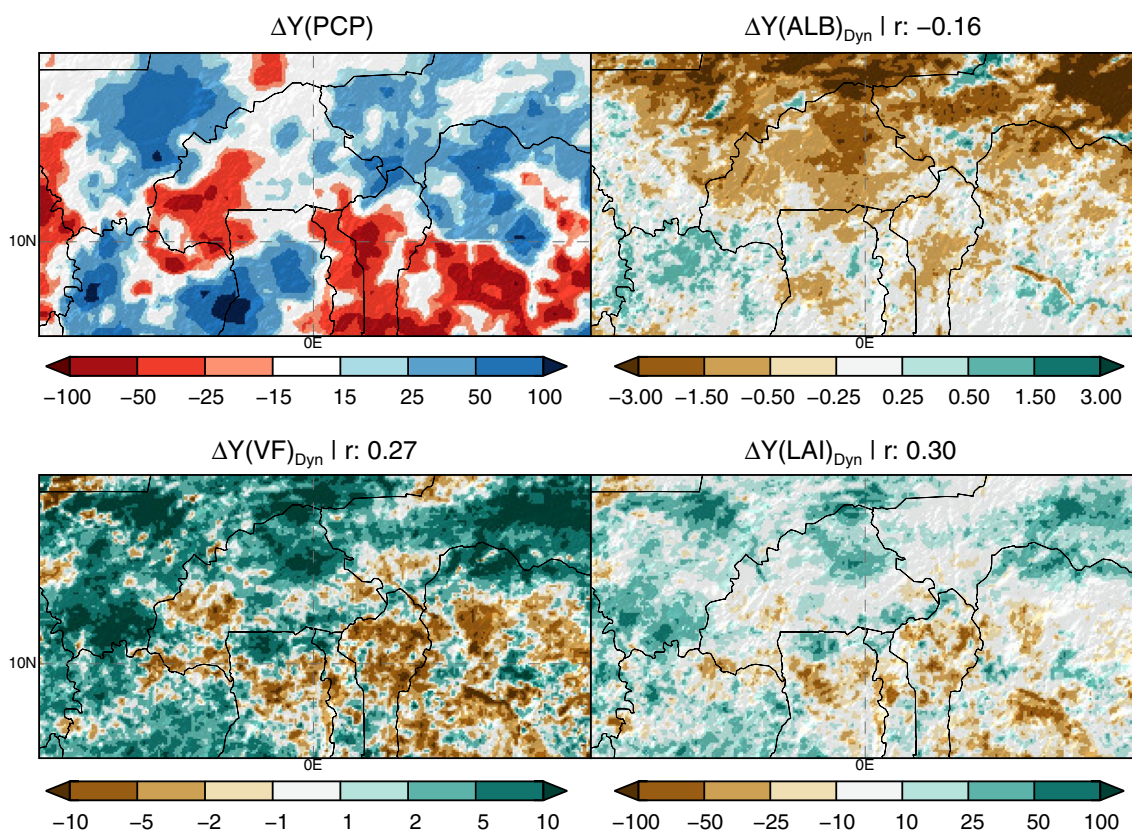 ΔY(PCP)
ΔY(ALB)Dyn | r: −0.16
10N
0E
0E
−100 −50 −25 −15 15 25 50 100
−3.00 −1.50 −0.50 −0.25 0.25 0.50 1.50 3.00
ΔY(VF)Dyn | r: 0.27
ΔY(LAI)Dyn | r: 0.30
10N
0E
0E
−10 −5 −2 −1 1 2 5 10
−100 −50 −25 −10 10 25 50 100